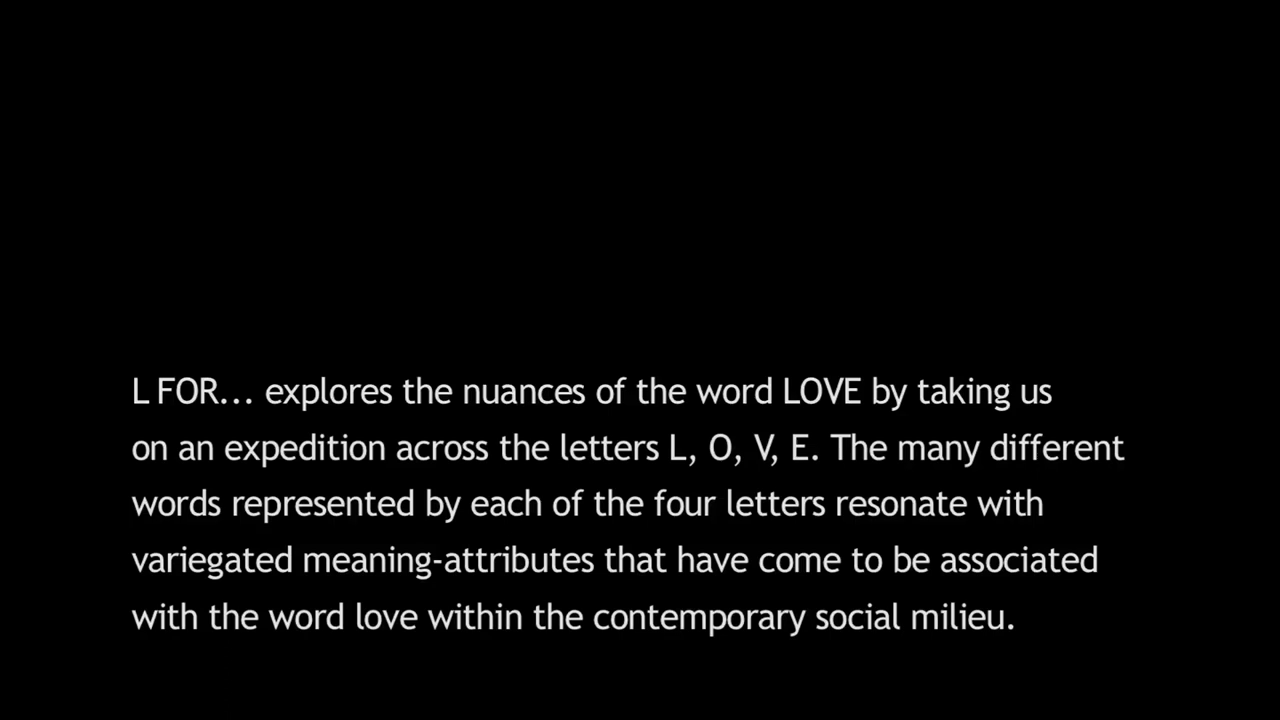 L FOR... explores the nuances of the word LOVE by taking us
on an expedition across the letters L, O, V, E. The many different
words represented by each of the four letters resonate with
variegated meaning-attributes that have come to be associated
with the word love within the contemporary social milieu.